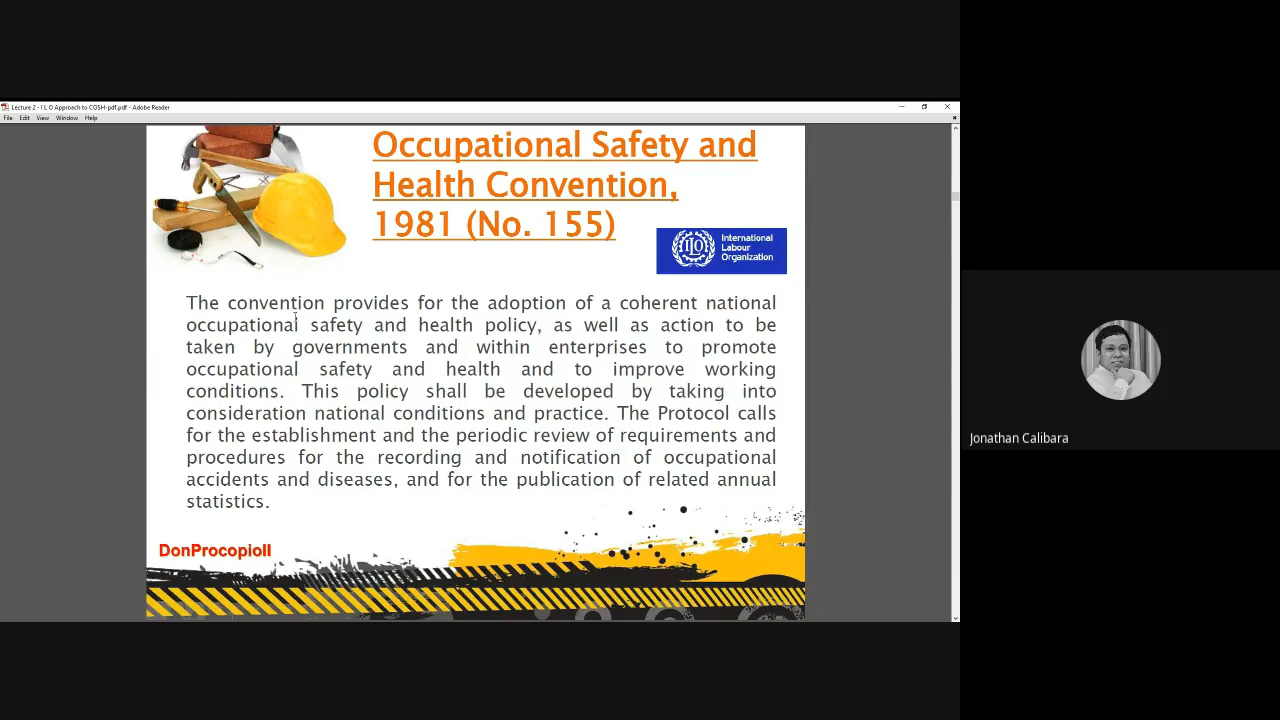 Lecture 2 - I L O Approach to COSH-pdf.pdf - Adobe Reader
File Edit View Window Help
Occupational Safety and
Health Convention,
1981 (No. 155)
ILO
International
Labour
Organization
The convention provides for the adoption of a coherent national
occupational safety and health policy, as well as action to be
taken by governments and within enterprises to promote
occupational safety and health and to improve working
conditions. This policy shall be developed by taking into
consideration national conditions and practice. The Protocol calls
for the establishment and the periodic review of requirements and
procedures for the recording and notification of occupational
accidents and diseases, and for the publication of related annual
statistics.
DonProcopioII
Jonathan Calibara